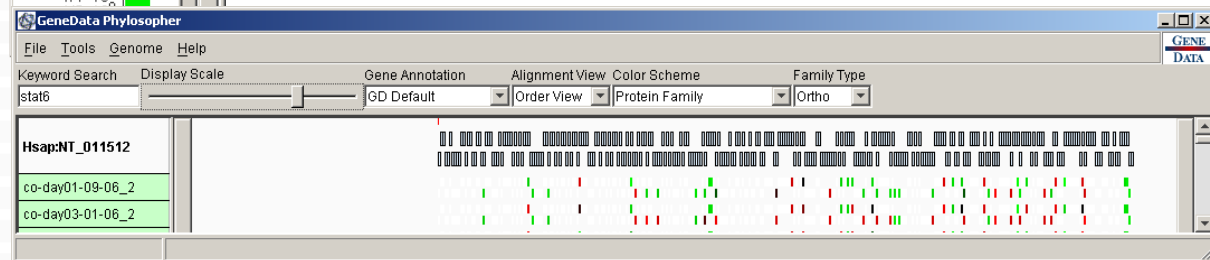 GeneData Phylosopher
File Tools Genome Help
GENE
DATA
Keyword Search Display Scale Gene Annotation Alignment View Color Scheme Family Type
stat6 GD Default Order View Protein Family Ortho
Hsap:NT_011512
co-day01-09-06_2
co-day03-01-06_2